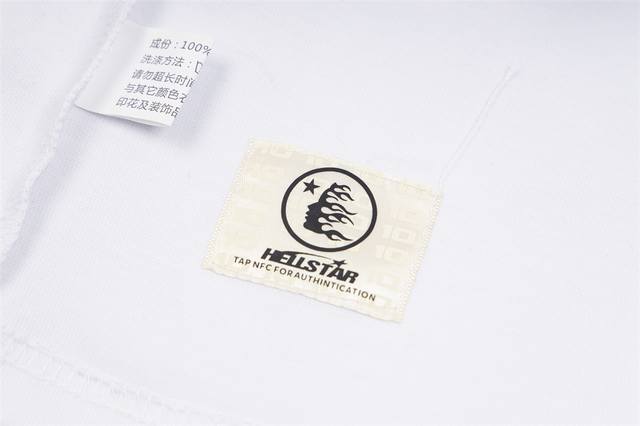 成份：100%
洗涤方法：
请勿超长时
与其它颜色
印花及装饰品
HELLSTAR
TAP NFC FOR AUTHINTICATION